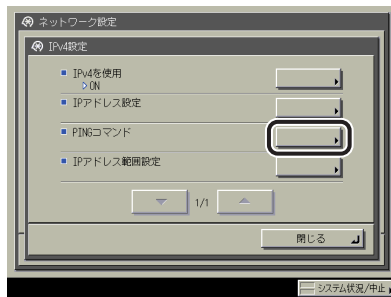 ネットワーク設定
IPv4設定
IPv4を使用
ON
IPアドレス設定
PINGコマンド
IPアドレス範囲設定
1/1
閉じる
システム状況/中止